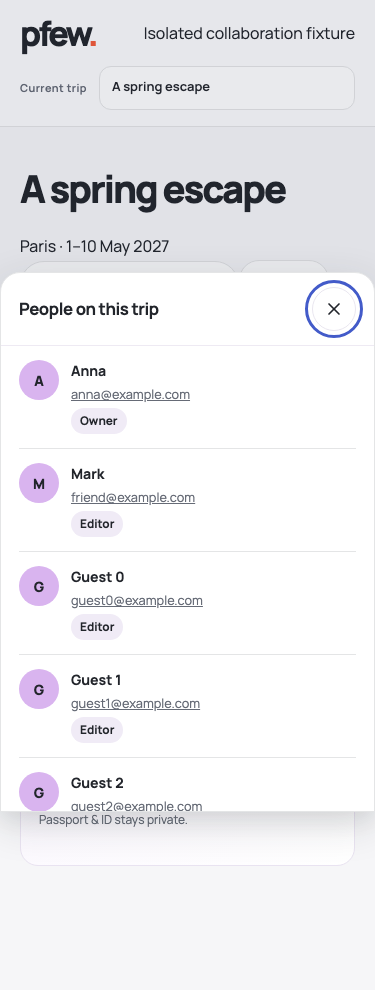 pfew.
Isolated collaboration fixture
Current trip
A spring escape
A spring escape
Paris · 1–10 May 2027
People on this trip
A
Anna
anna@example.com
Owner
M
Mark
friend@example.com
Editor
G
Guest 0
guest0@example.com
Editor
G
Guest 1
guest1@example.com
Editor
G
Guest 2
guest2@example.com
Passport & ID stays private.